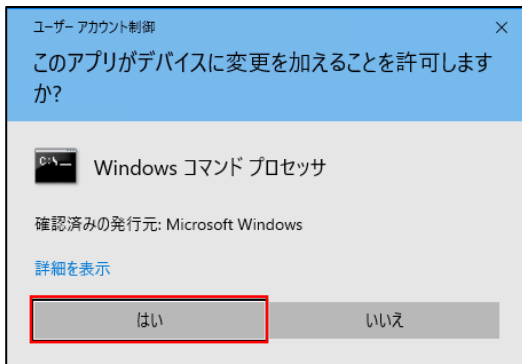 ユーザー アカウント制御
このアプリがデバイスに変更を加えることを許可します
か?
C:\
Windows コマンド プロセッサ
確認済みの発行元: Microsoft Windows
詳細を表示
はい いいえ